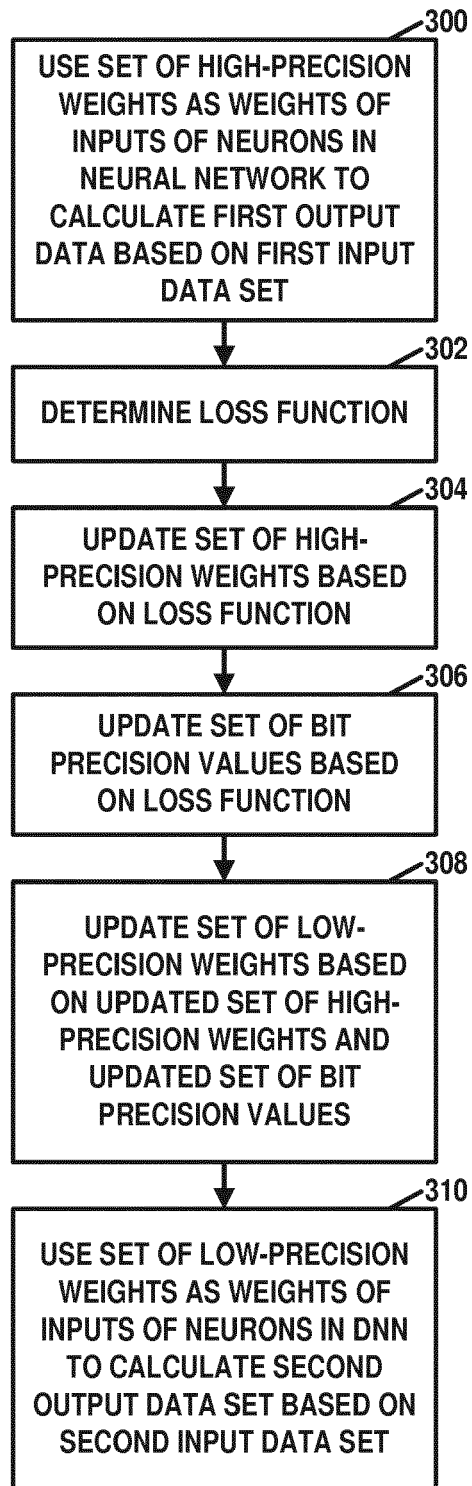 300
USE SET OF HIGH-PRECISION
WEIGHTS AS WEIGHTS OF
INPUTS OF NEURONS IN
NEURAL NETWORK TO
CALCULATE FIRST OUTPUT
DATA BASED ON FIRST INPUT
DATA SET
302
DETERMINE LOSS FUNCTION
304
UPDATE SET OF HIGH-
PRECISION WEIGHTS BASED
ON LOSS FUNCTION
306
UPDATE SET OF BIT
PRECISION VALUES BASED
ON LOSS FUNCTION
308
UPDATE SET OF LOW-
PRECISION WEIGHTS BASED
ON UPDATED SET OF HIGH-
PRECISION WEIGHTS AND
UPDATED SET OF BIT
PRECISION VALUES
310
USE SET OF LOW-PRECISION
WEIGHTS AS WEIGHTS OF
INPUTS OF NEURONS IN DNN
TO CALCULATE SECOND
OUTPUT DATA SET BASED ON
SECOND INPUT DATA SET